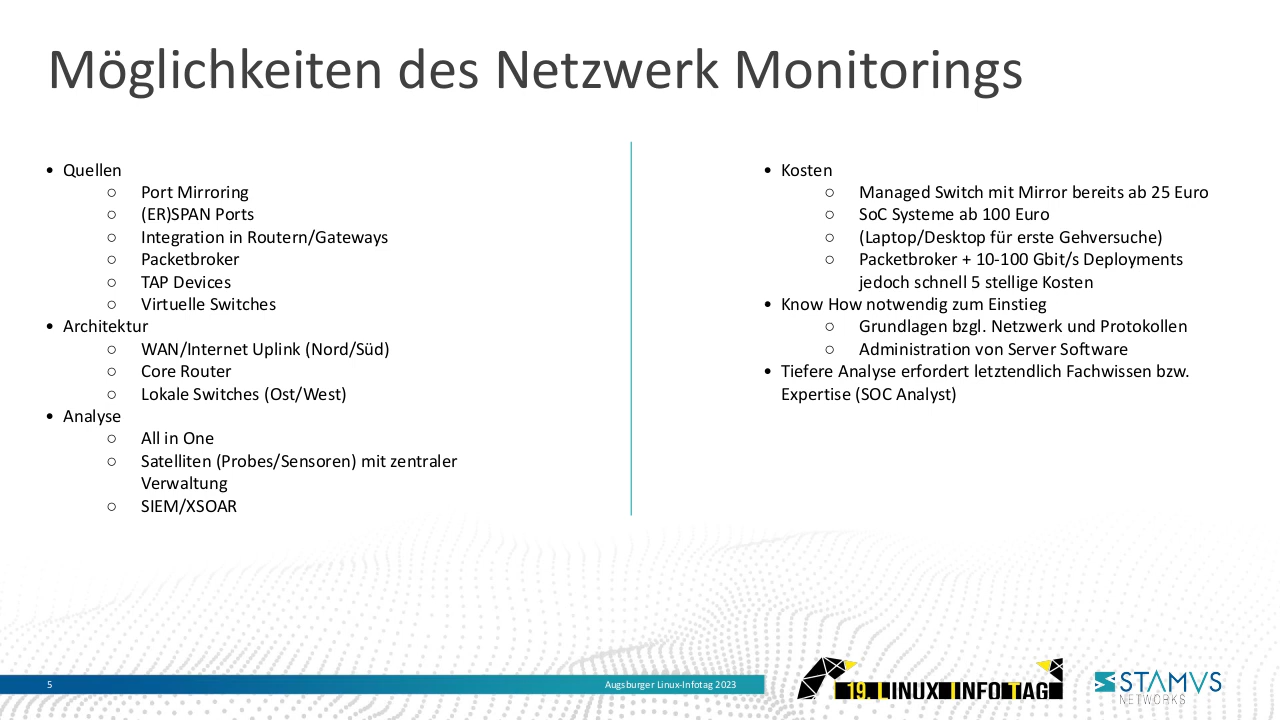 Möglichkeiten des Netzwerk Monitorings
• Quellen
○ Port Mirroring
○ (ER)SPAN Ports
○ Integration in Routern/Gateways
○ Packetbroker
○ TAP Devices
○ Virtuelle Switches
• Architektur
○ WAN/Internet Uplink (Nord/Süd)
○ Core Router
○ Lokale Switches (Ost/West)
• Analyse
○ All in One
○ Satelliten (Probes/Sensoren) mit zentraler
Verwaltung
○ SIEM/XSOAR
• Kosten
○ Managed Switch mit Mirror bereits ab 25 Euro
○ SoC Systeme ab 100 Euro
○ (Laptop/Desktop für erste Gehversuche)
○ Packetbroker + 10-100 Gbit/s Deployments
jedoch schnell 5 stellige Kosten
• Know How notwendig zum Einstieg
○ Grundlagen bzgl. Netzwerk und Protokollen
○ Administration von Server Software
• Tiefere Analyse erfordert letztendlich Fachwissen bzw.
Expertise (SOC Analyst)
5
Augsburger Linux-Infotag 2023
19. LINUX INFOTAG
STAMVS
NETWORKS